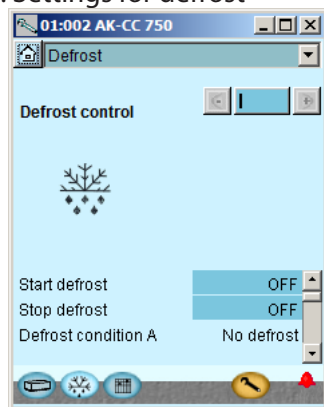 Settings for defrost
01:002 AK-CC 750
Defrost
Defrost control
Start defrost OFF
Stop defrost OFF
Defrost condition A No defrost